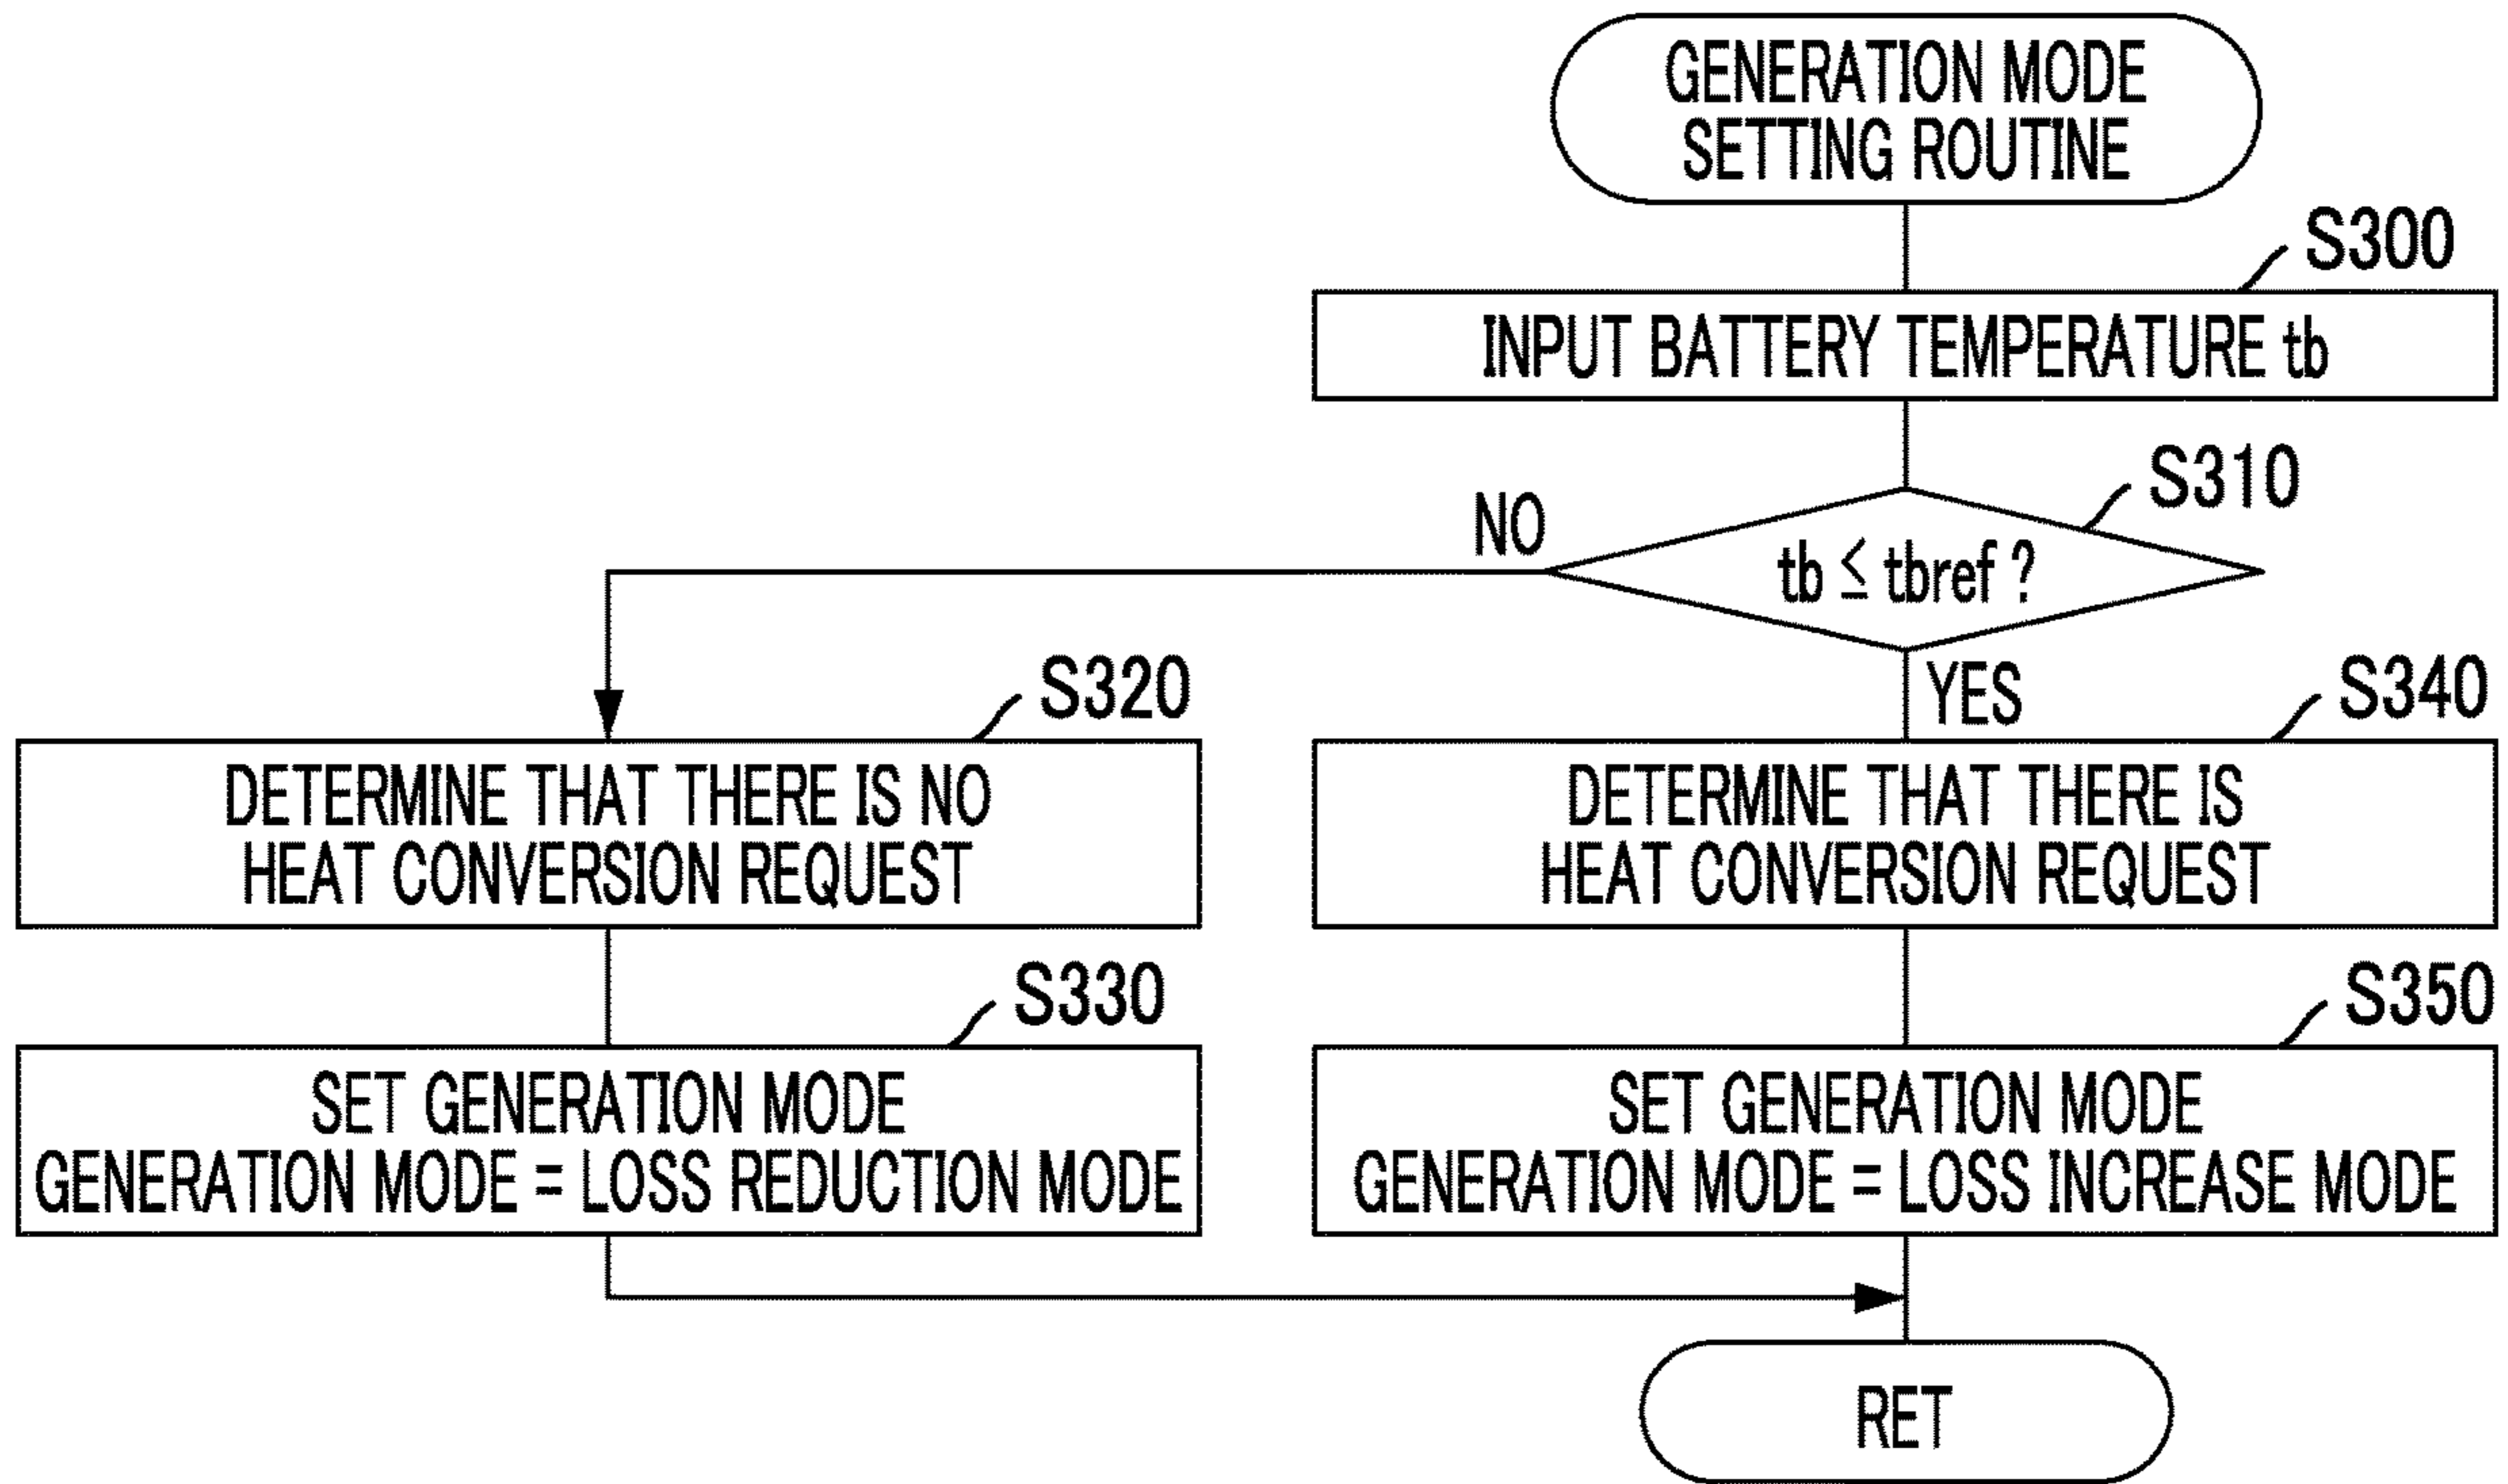 GENERATION MODE
SETTING ROUTINE
S300
INPUT BATTERY TEMPERATURE tb
S310
NO
tb ≦ tbref ?
YES
S320
DETERMINE THAT THERE IS NO
HEAT CONVERSION REQUEST
S340
DETERMINE THAT THERE IS
HEAT CONVERSION REQUEST
S330
SET GENERATION MODE
GENERATION MODE = LOSS REDUCTION MODE
S350
SET GENERATION MODE
GENERATION MODE = LOSS INCREASE MODE
RET